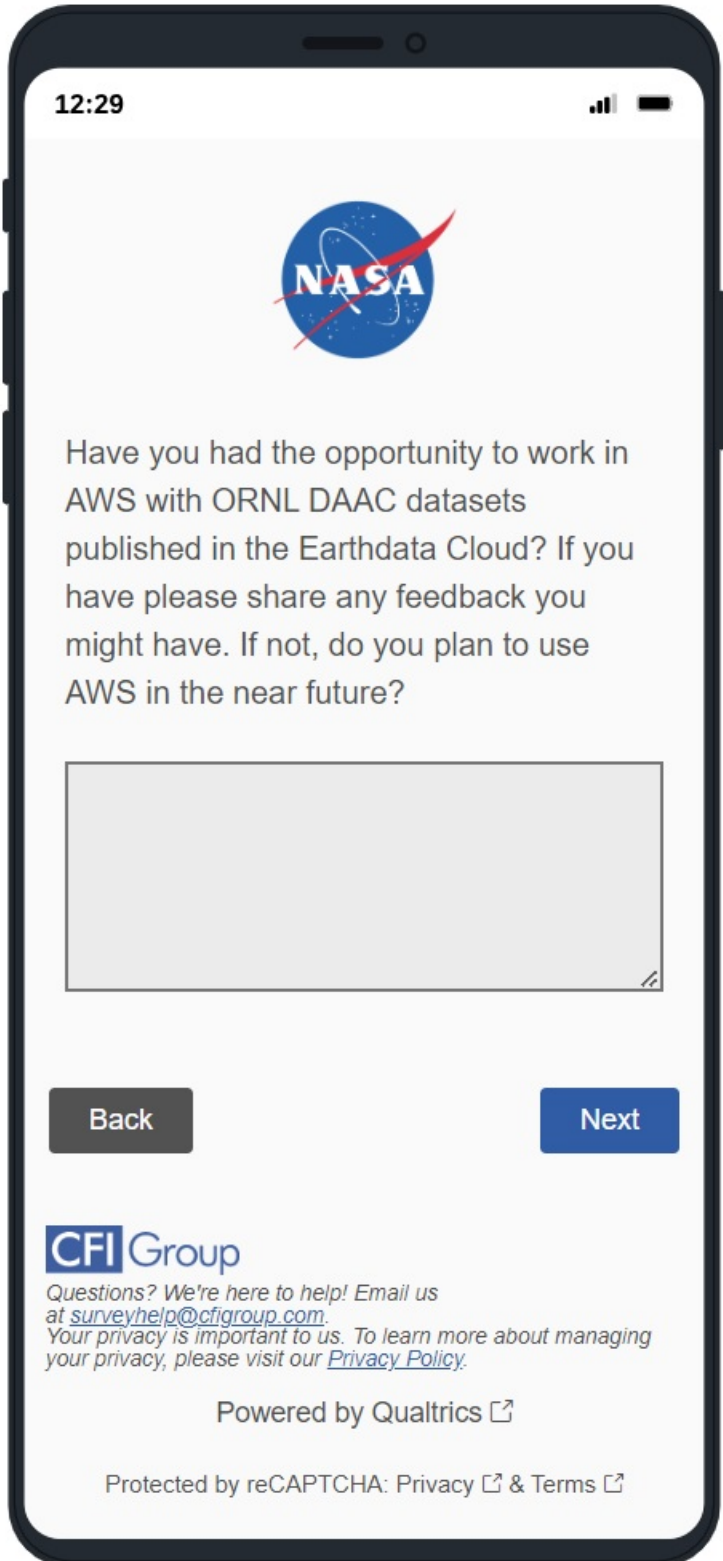 12:29
NASA
Have you had the opportunity to work in
AWS with ORNL DAAC datasets
published in the Earthdata Cloud? If you
have please share any feedback you
might have. If not, do you plan to use
AWS in the near future?
Back
Next
CFI Group
Questions? We're here to help! Email us
at surveyhelp@cfigroup.com.
Your privacy is important to us. To learn more about managing
your privacy, please visit our Privacy Policy.
Powered by Qualtrics
Protected by reCAPTCHA: Privacy & Terms